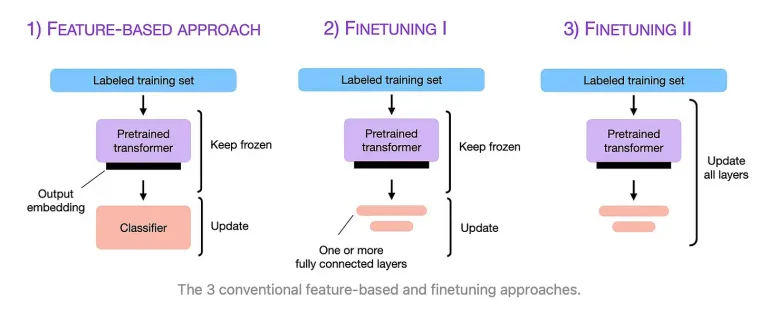 1) FEATURE-BASED APPROACH
Labeled training set
Pretrained
transformer
Keep frozen
Output
embedding
Classifier
Update
2) FINETUNING I
Labeled training set
Pretrained
transformer
Keep frozen
One or more
fully connected layers
Update
3) FINETUNING II
Labeled training set
Pretrained
transformer
Update
all layers
The 3 conventional feature-based and finetuning approaches.